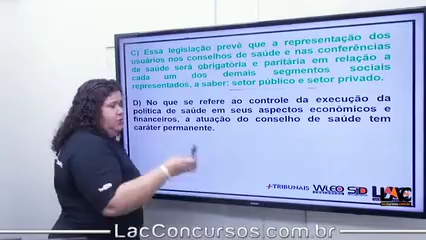 C) Essa legislação prevê que a representação dos
usuários nos conselhos de saúde e nas conferências
de saúde será obrigatória e paritária em relação a
cada um dos demais segmentos sociais
representados, a saber: setor público e setor privado.
D) No que se refere ao controle da execução da
política de saúde em seus aspectos econômicos e
financeiros, a atuação do conselho de saúde tem
caráter permanente.
J-TRIBUNAIS
LacConcursos.com.br